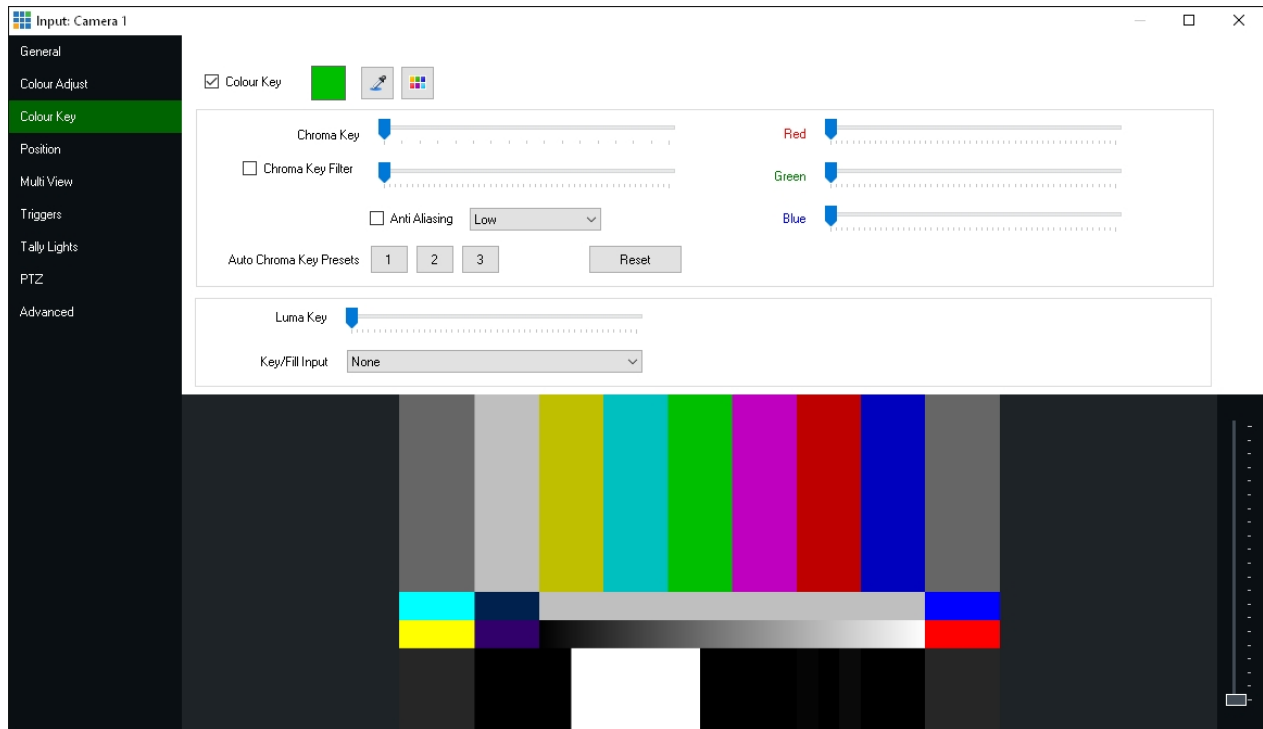 Input: Camera 1
General
Colour Adjust
Colour Key
Position
Multi View
Triggers
Tally Lights
PTZ
Advanced
Colour Key
Chroma Key
Red
Chroma Key Filter
Green
Anti Aliasing Low
Blue
Auto Chroma Key Presets 1 2 3 Reset
Luma Key
Key/Fill Input None